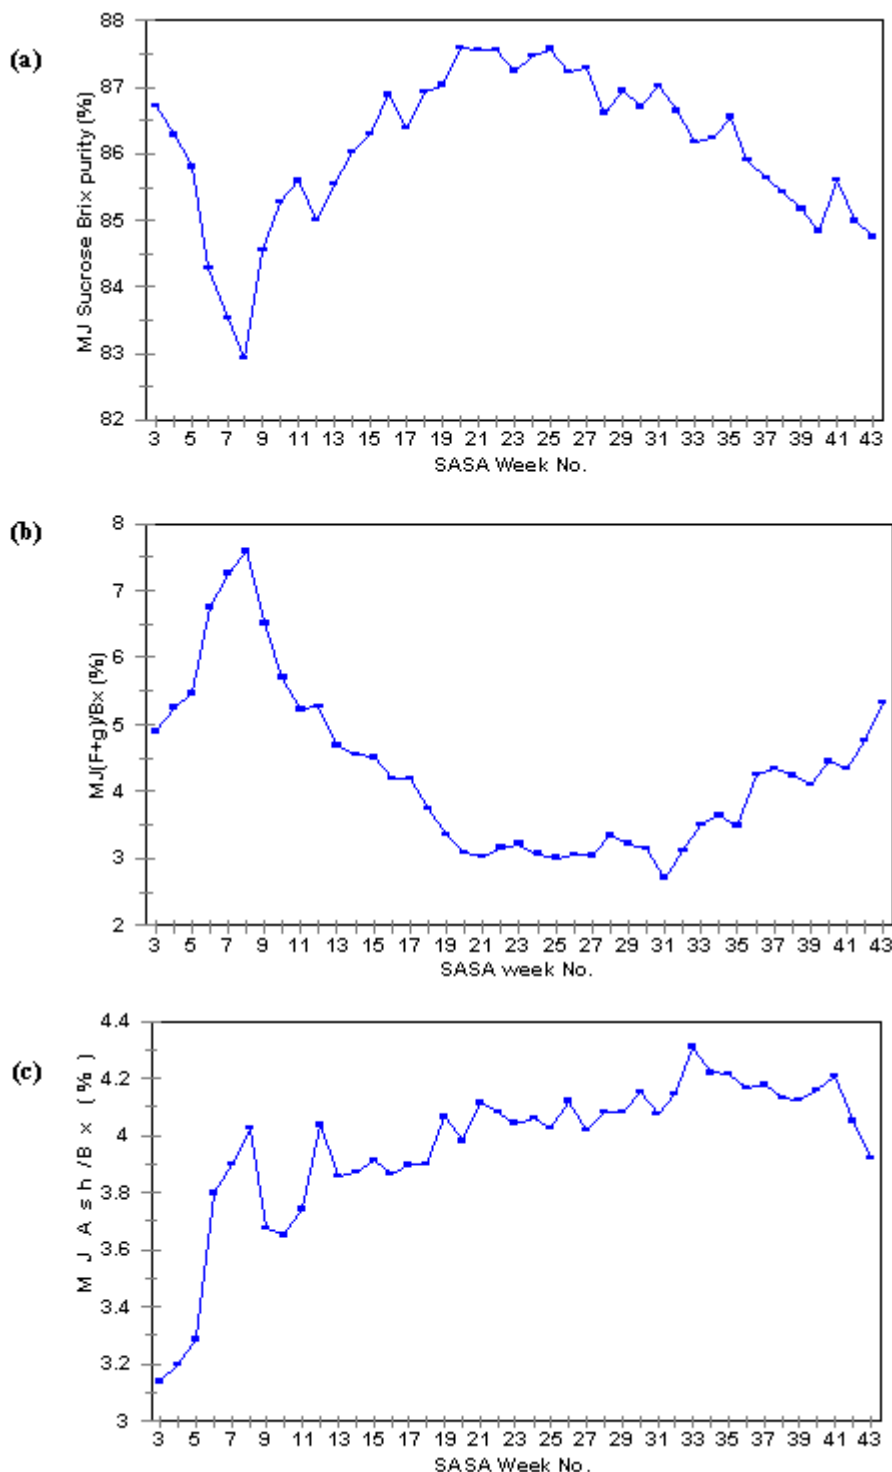 (a)
MJ Sucrose Brix purity (%)
88
87
86
85
84
83
82
3 5 7 9 11 13 15 17 19 21 23 25 27 29 31 33 35 37 39 41 43
SASA Week No.
(b)
MJ(F+g)/Bx (%)
8
7
6
5
4
3
2
3 5 7 9 11 13 15 17 19 21 23 25 27 29 31 33 35 37 39 41 43
SASA week No.
(c)
M J A s h /B x ( % )
4.4
4.2
4
3.8
3.6
3.4
3.2
3
3 5 7 9 11 13 15 17 19 21 23 25 27 29 31 33 35 37 39 41 43
SASA Week No.